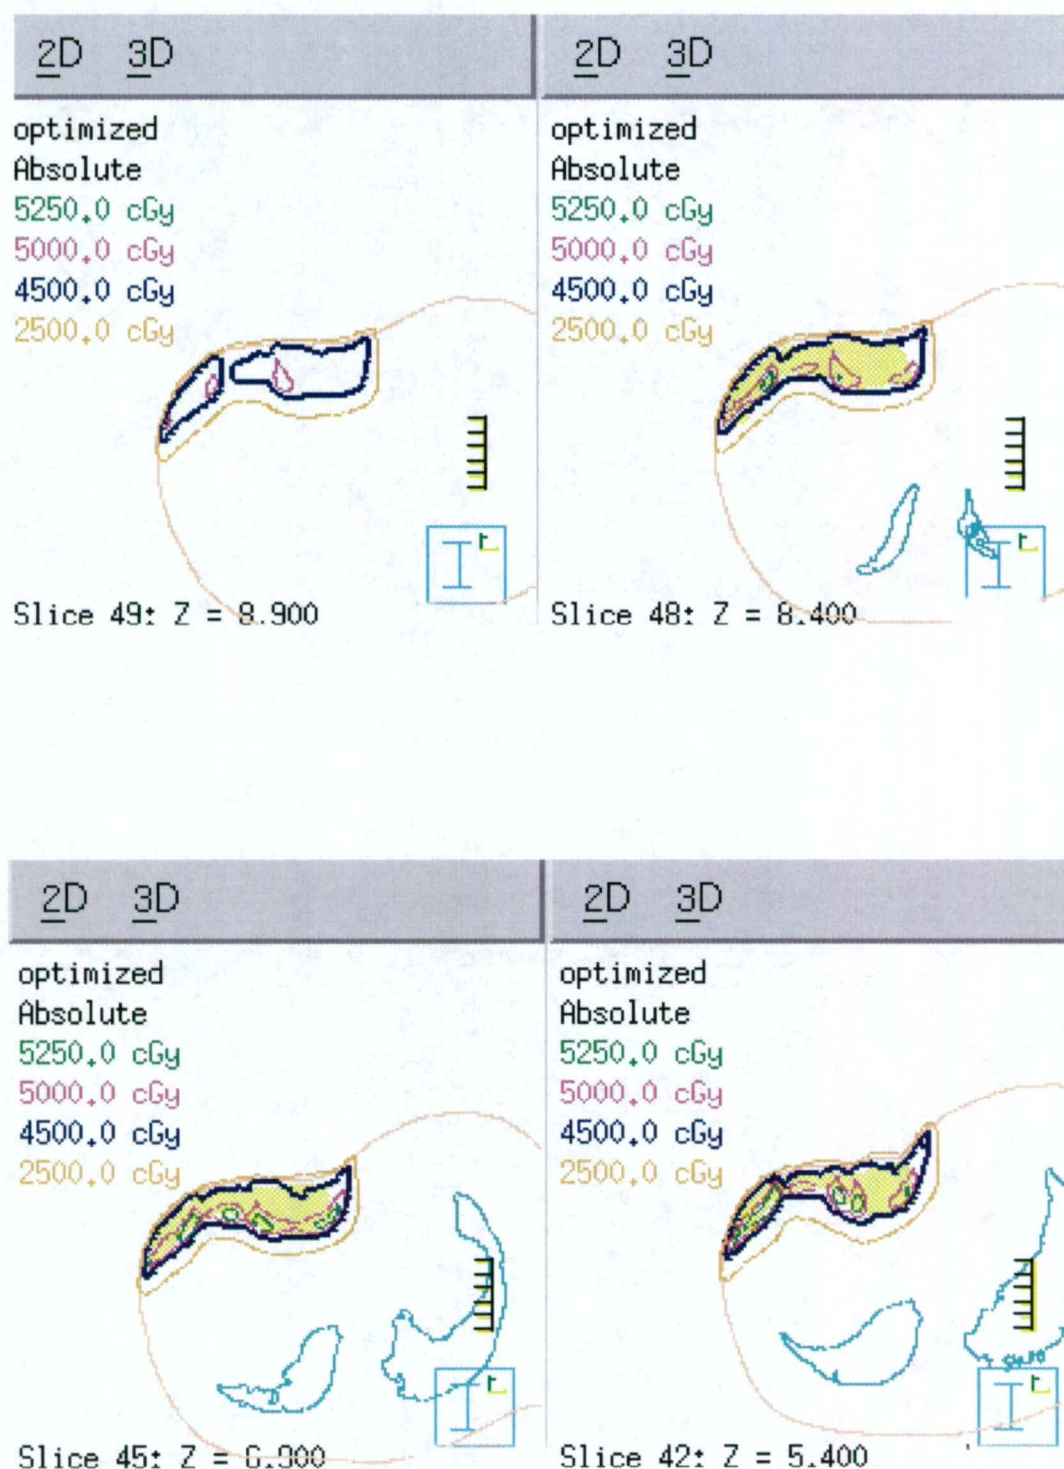 2D 3D
optimized
Absolute
5250.0 cGy
5000.0 cGy
4500.0 cGy
2500.0 cGy
Slice 49: Z = 8.900
2D 3D
optimized
Absolute
5250.0 cGy
5000.0 cGy
4500.0 cGy
2500.0 cGy
Slice 48: Z = 8.400
2D 3D
optimized
Absolute
5250.0 cGy
5000.0 cGy
4500.0 cGy
2500.0 cGy
Slice 45: Z = 6.900
2D 3D
optimized
Absolute
5250.0 cGy
5000.0 cGy
4500.0 cGy
2500.0 cGy
Slice 42: Z = 5.400